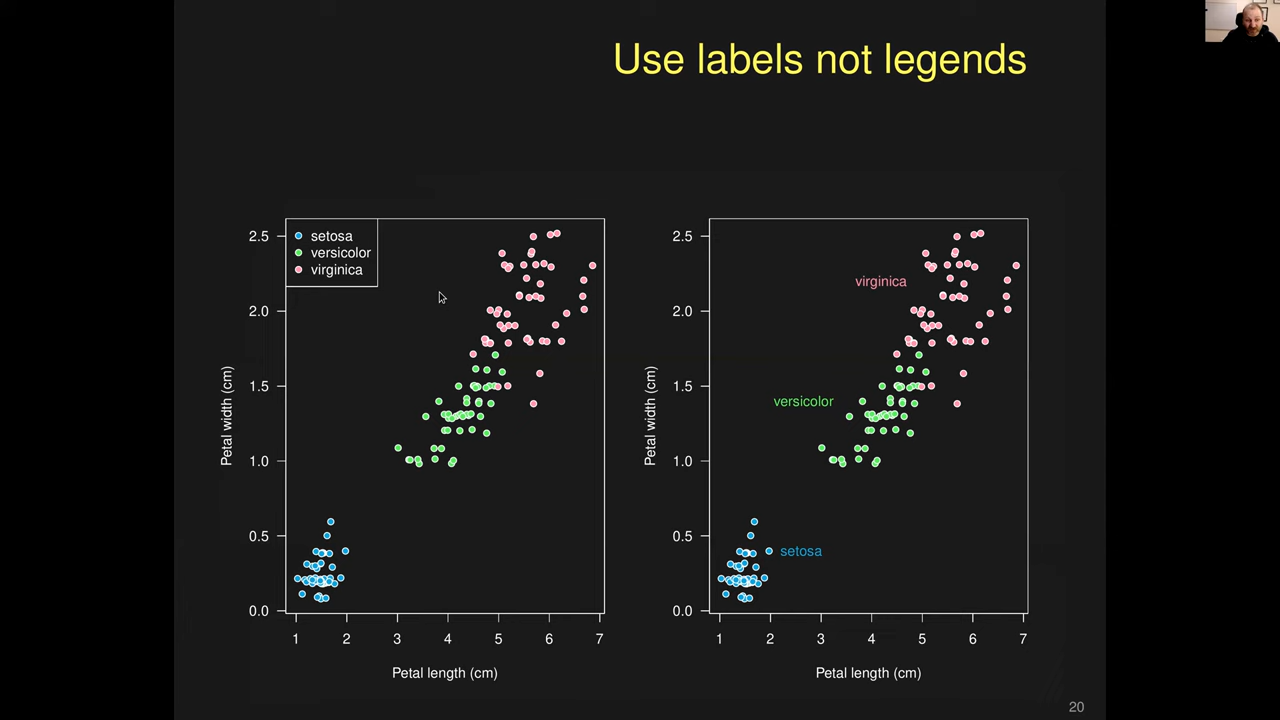 Use labels not legends
setosa
versicolor
virginica
2.5
2.0
1.5
1.0
0.5
0.0
Petal width (cm)
1 2 3 4 5 6 7
Petal length (cm)
virginica
versicolor
setosa
2.5
2.0
1.5
1.0
0.5
0.0
Petal width (cm)
1 2 3 4 5 6 7
Petal length (cm)
20